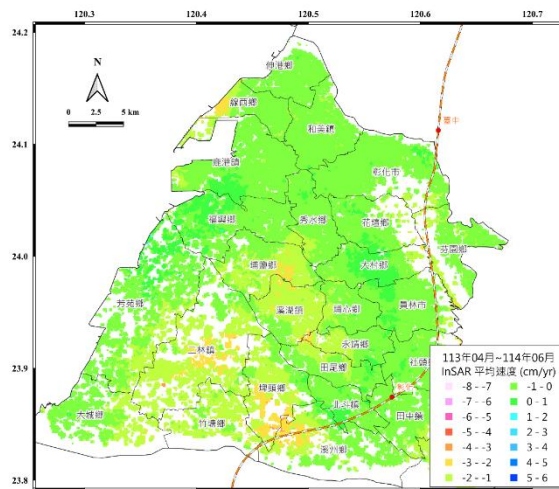 120.3 120.4 120.5 120.6
24.2
24.1
24.0
23.9
23.8
N
0 2.5 5 km
伸港鄉
線西鄉
和美鎮
臺中
鹿港鎮
彰化市
福興鄉
秀水鄉
花壇鄉
芬園鄉
埔鹽鄉
大村鄉
芳苑鄉
溪湖鎮
埔心鄉
員林市
二林鎮
永靖鄉
田尾鄉
社頭鄉
埤頭鄉
北斗鎮
彰化
大城鄉
竹塘鄉
田中鎮
溪州鄉
113年04月~114年06月
InSAR 平均速度 (cm/yr)
-8 - -7 -1 - 0
-7 - -6 0 - 1
-6 - -5 1 - 2
-5 - -4 2 - 3
-4 - -3 3 - 4
-3 - -2 4 - 5
-2 - -1 5 - 6